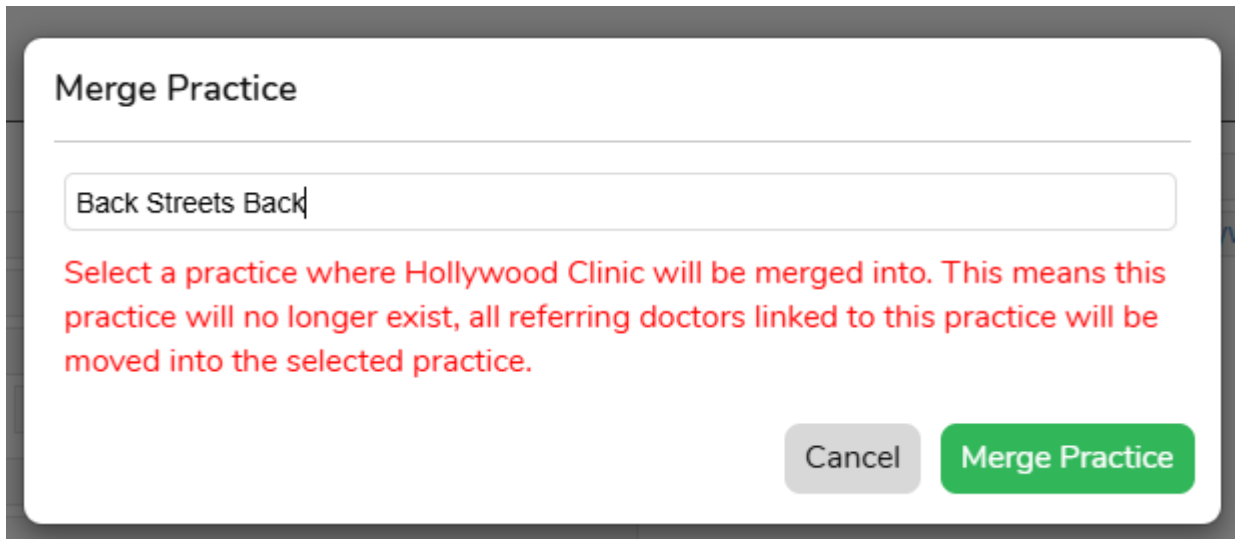 Merge Practice
Back Streets Back
Select a practice where Hollywood Clinic will be merged into. This means this
practice will no longer exist, all referring doctors linked to this practice will be
moved into the selected practice.
Cancel
Merge Practice